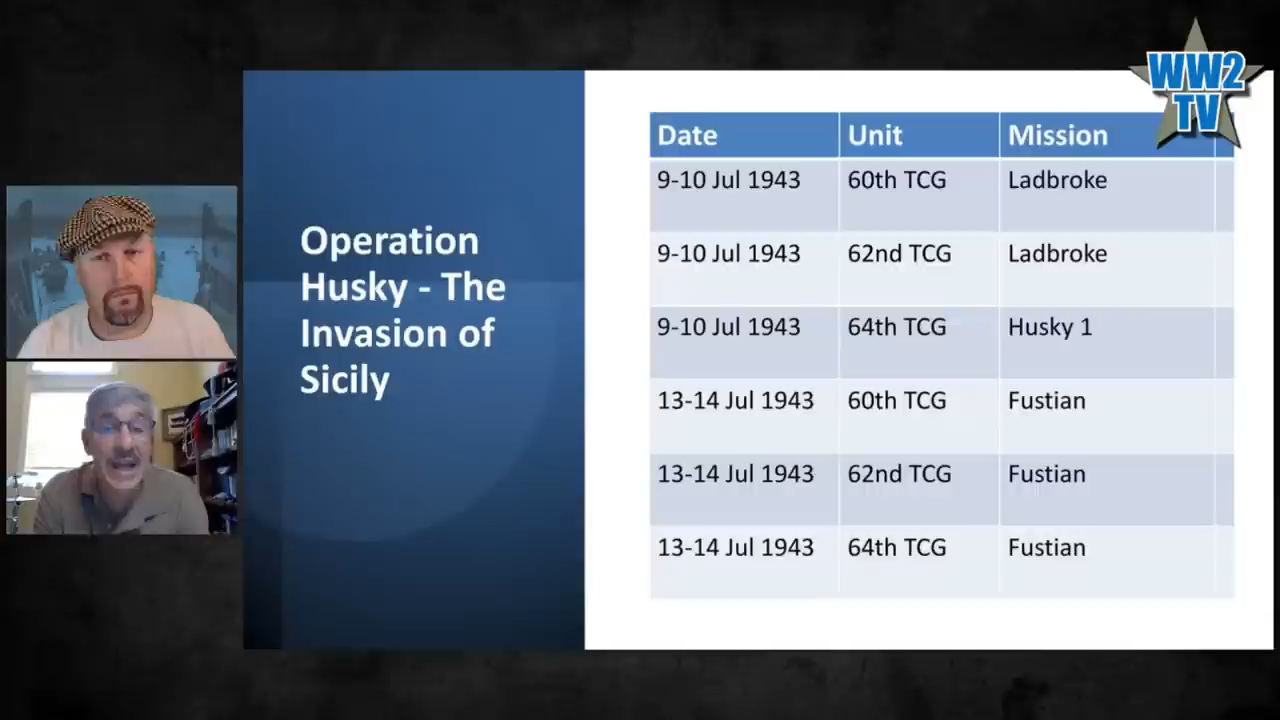 WW2
TV
Operation
Husky - The
Invasion of
Sicily
Date Unit Mission
9-10 Jul 1943 60th TCG Ladbroke
9-10 Jul 1943 62nd TCG Ladbroke
9-10 Jul 1943 64th TCG Husky 1
13-14 Jul 1943 60th TCG Fustian
13-14 Jul 1943 62nd TCG Fustian
13-14 Jul 1943 64th TCG Fustian